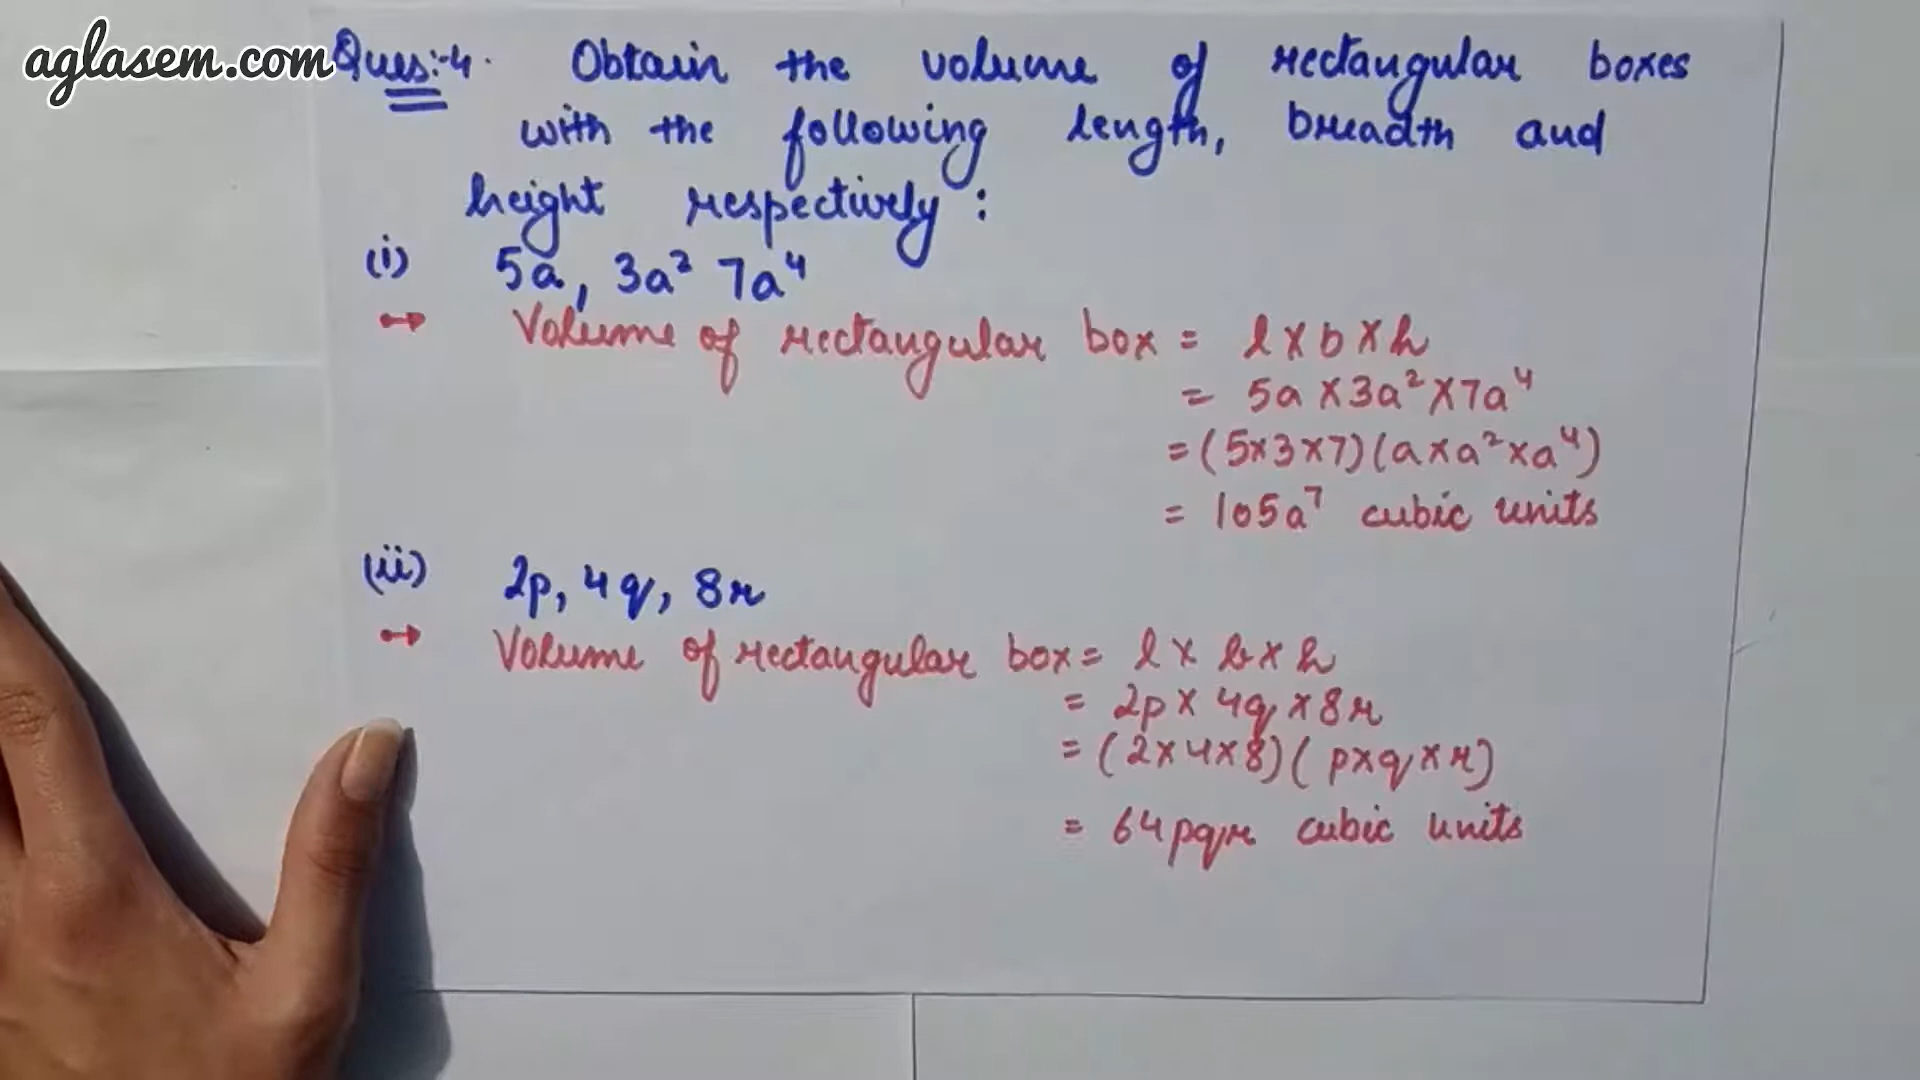 aglasem.com
Ques:-4. Obtain the volume of rectangular boxes
with the following length, breadth and
height respectively :
(i) 5a, 3a² 7a⁴
→ Volume of rectangular box = l × b × h
= 5a × 3a² × 7a⁴
= (5×3×7) (a×a²×a⁴)
= 105a⁷ cubic units
(ii) 2p, 4q, 8r
→ Volume of rectangular box = l × b × h
= 2p × 4q × 8r
= (2×4×8) (p×q×r)
= 64pqr cubic units